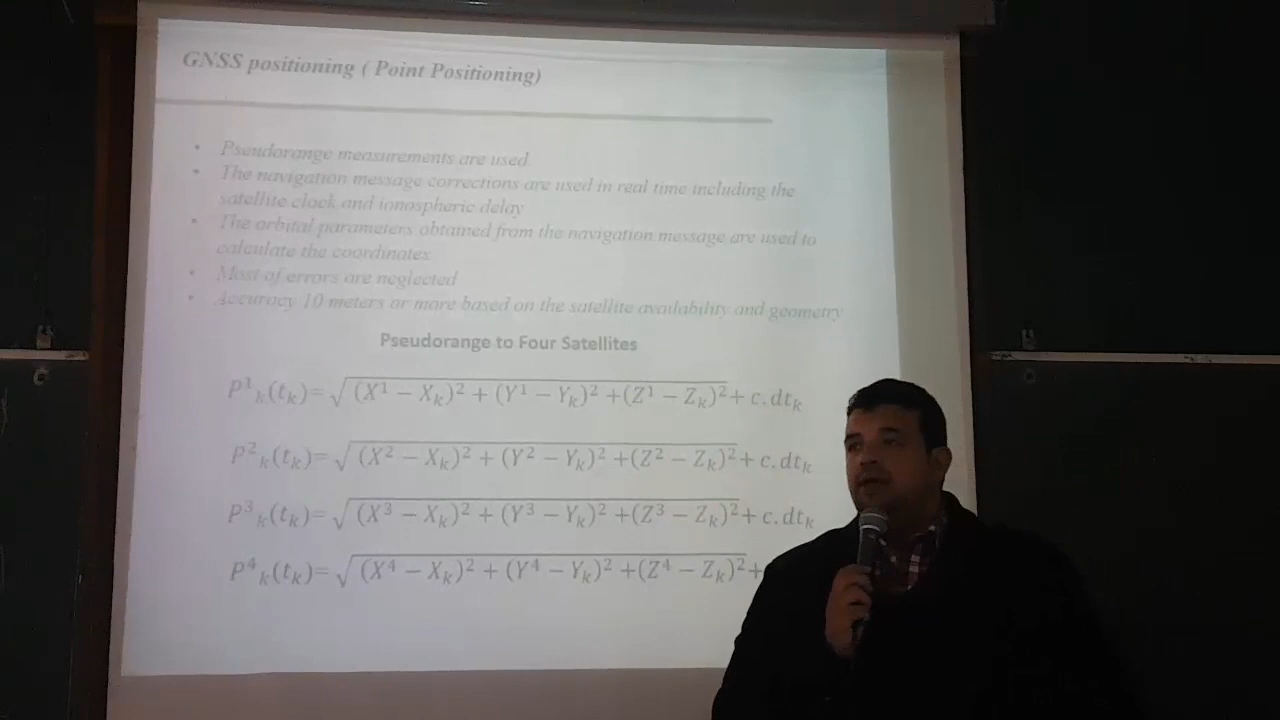 GNSS positioning ( Point Positioning)
• Pseudorange measurements are used.
• The navigation message corrections are used in real time including the
satellite clock and ionospheric delay
• The orbital parameters obtained from the navigation message are used to
calculate the coordinates.
• Most of errors are neglected
• Accuracy 10 meters or more based on the satellite availability and geometry
Pseudorange to Four Satellites
P¹ₖ(tₖ)=√(X¹ − Xₖ)² + (Y¹ − Yₖ)² +(Z¹ − Zₖ)²+ c.dtₖ
P²ₖ(tₖ)=√(X² − Xₖ)² + (Y² − Yₖ)² +(Z² − Zₖ)²+ c.dtₖ
P³ₖ(tₖ)=√(X³ − Xₖ)² + (Y³ − Yₖ)² +(Z³ − Zₖ)²+ c.dtₖ
P⁴ₖ(tₖ)=√(X⁴ − Xₖ)² + (Y⁴ − Yₖ)² +(Z⁴ − Zₖ)²+